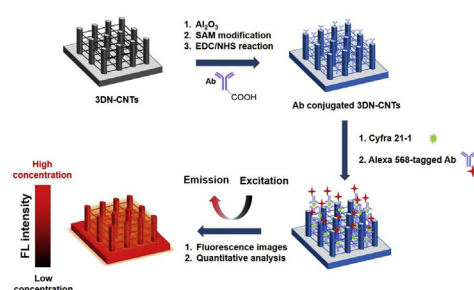 1. Al₂O₃
2. SAM modification
3. EDC/NHS reaction
Ab
COOH
3DN-CNTs
Ab conjugated 3DN-CNTs
1. Cyfra 21-1
2. Alexa 568-tagged Ab
High
concentration
FL intensity
Low
concentration
Emission Excitation
1. Fluorescence images
2. Quantitative analysis